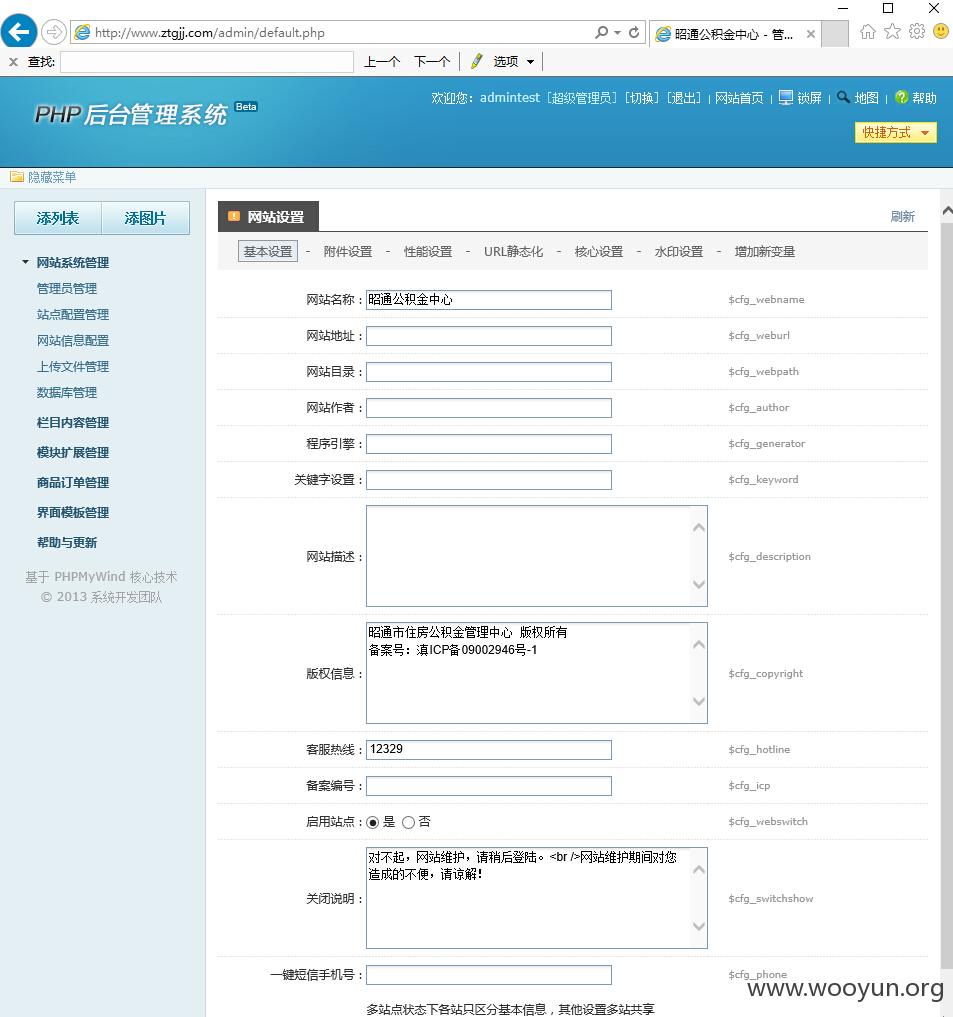 http://www.ztgjj.com/admin/default.php
昭通公积金中心 - 管...
查找:
上一个 下一个 选项
PHP 后台管理系统 Beta
欢迎您：admintest [超级管理员] [切换] [退出] | 网站首页 | 锁屏 | 地图 | 帮助
快捷方式
隐藏菜单
添列表 添图片
网站系统管理
管理员管理
站点配置管理
网站信息配置
上传文件管理
数据库管理
栏目内容管理
模块扩展管理
商品订单管理
界面模板管理
帮助与更新
基于 PHPMyWind 核心技术
© 2013 系统开发团队
网站设置 刷新
基本设置 - 附件设置 - 性能设置 - URL静态化 - 核心设置 - 水印设置 - 增加新变量
网站名称： 昭通公积金中心 $cfg_webname
网站地址： $cfg_weburl
网站目录： $cfg_webpath
网站作者： $cfg_author
程序引擎： $cfg_generator
关键字设置： $cfg_keyword
网站描述： $cfg_description
昭通市住房公积金管理中心 版权所有
备案号：滇ICP备09002946号-1
版权信息： $cfg_copyright
客服热线： 12329 $cfg_hotline
备案编号： $cfg_icp
启用站点： 是 否 $cfg_webswitch
对不起，网站维护，请稍后登陆。<br />网站维护期间对您
造成的不便，请谅解！
关闭说明： $cfg_switchshow
一键短信手机号： $cfg_phone
www.wooyun.org
多站点状态下各站只区分基本信息，其他设置多站共享